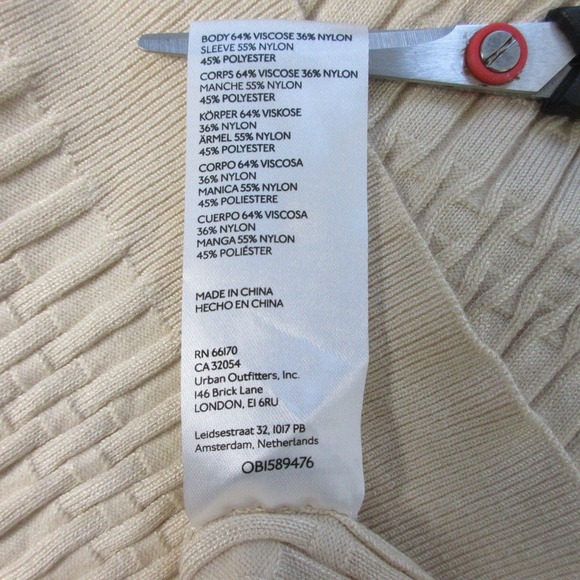 BODY 64% VISCOSE 36% NYLON
SLEEVE 55% NYLON
45% POLYESTER
CORPS 64% VISCOSE 36% NYLON
MANCHE 55% NYLON
45% POLYESTER
KÖRPER 64% VISKOSE
36% NYLON
ÄRMEL 55% NYLON
45% POLYESTER
CORPO 64% VISCOSA
36% NYLON
MANICA 55% NYLON
45% POLIESTERE
CUERPO 64% VISCOSA
36% NYLON
MANGA 55% NYLON
45% POLIÉSTER
MADE IN CHINA
HECHO EN CHINA
RN 66170
CA 32054
Urban Outfitters, Inc.
146 Brick Lane
LONDON, E1 6RU
Leidsestraat 32, 1017 PB
Amsterdam, Netherlands
OB1589476